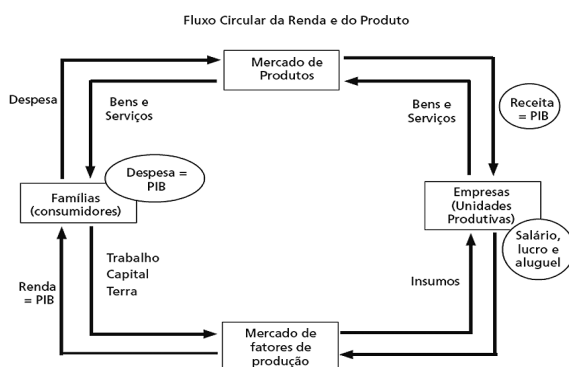 Fluxo Circular da Renda e do Produto
Mercado de
Produtos
Despesa
Bens e
Serviços
Bens e
Serviços
Receita
= PIB
Despesa =
PIB
Famílias
(consumidores)
Empresas
(Unidades
Produtivas)
Salário,
lucro e
aluguel
Trabalho
Capital
Terra
Renda
= PIB
Insumos
Mercado de
fatores de
produção